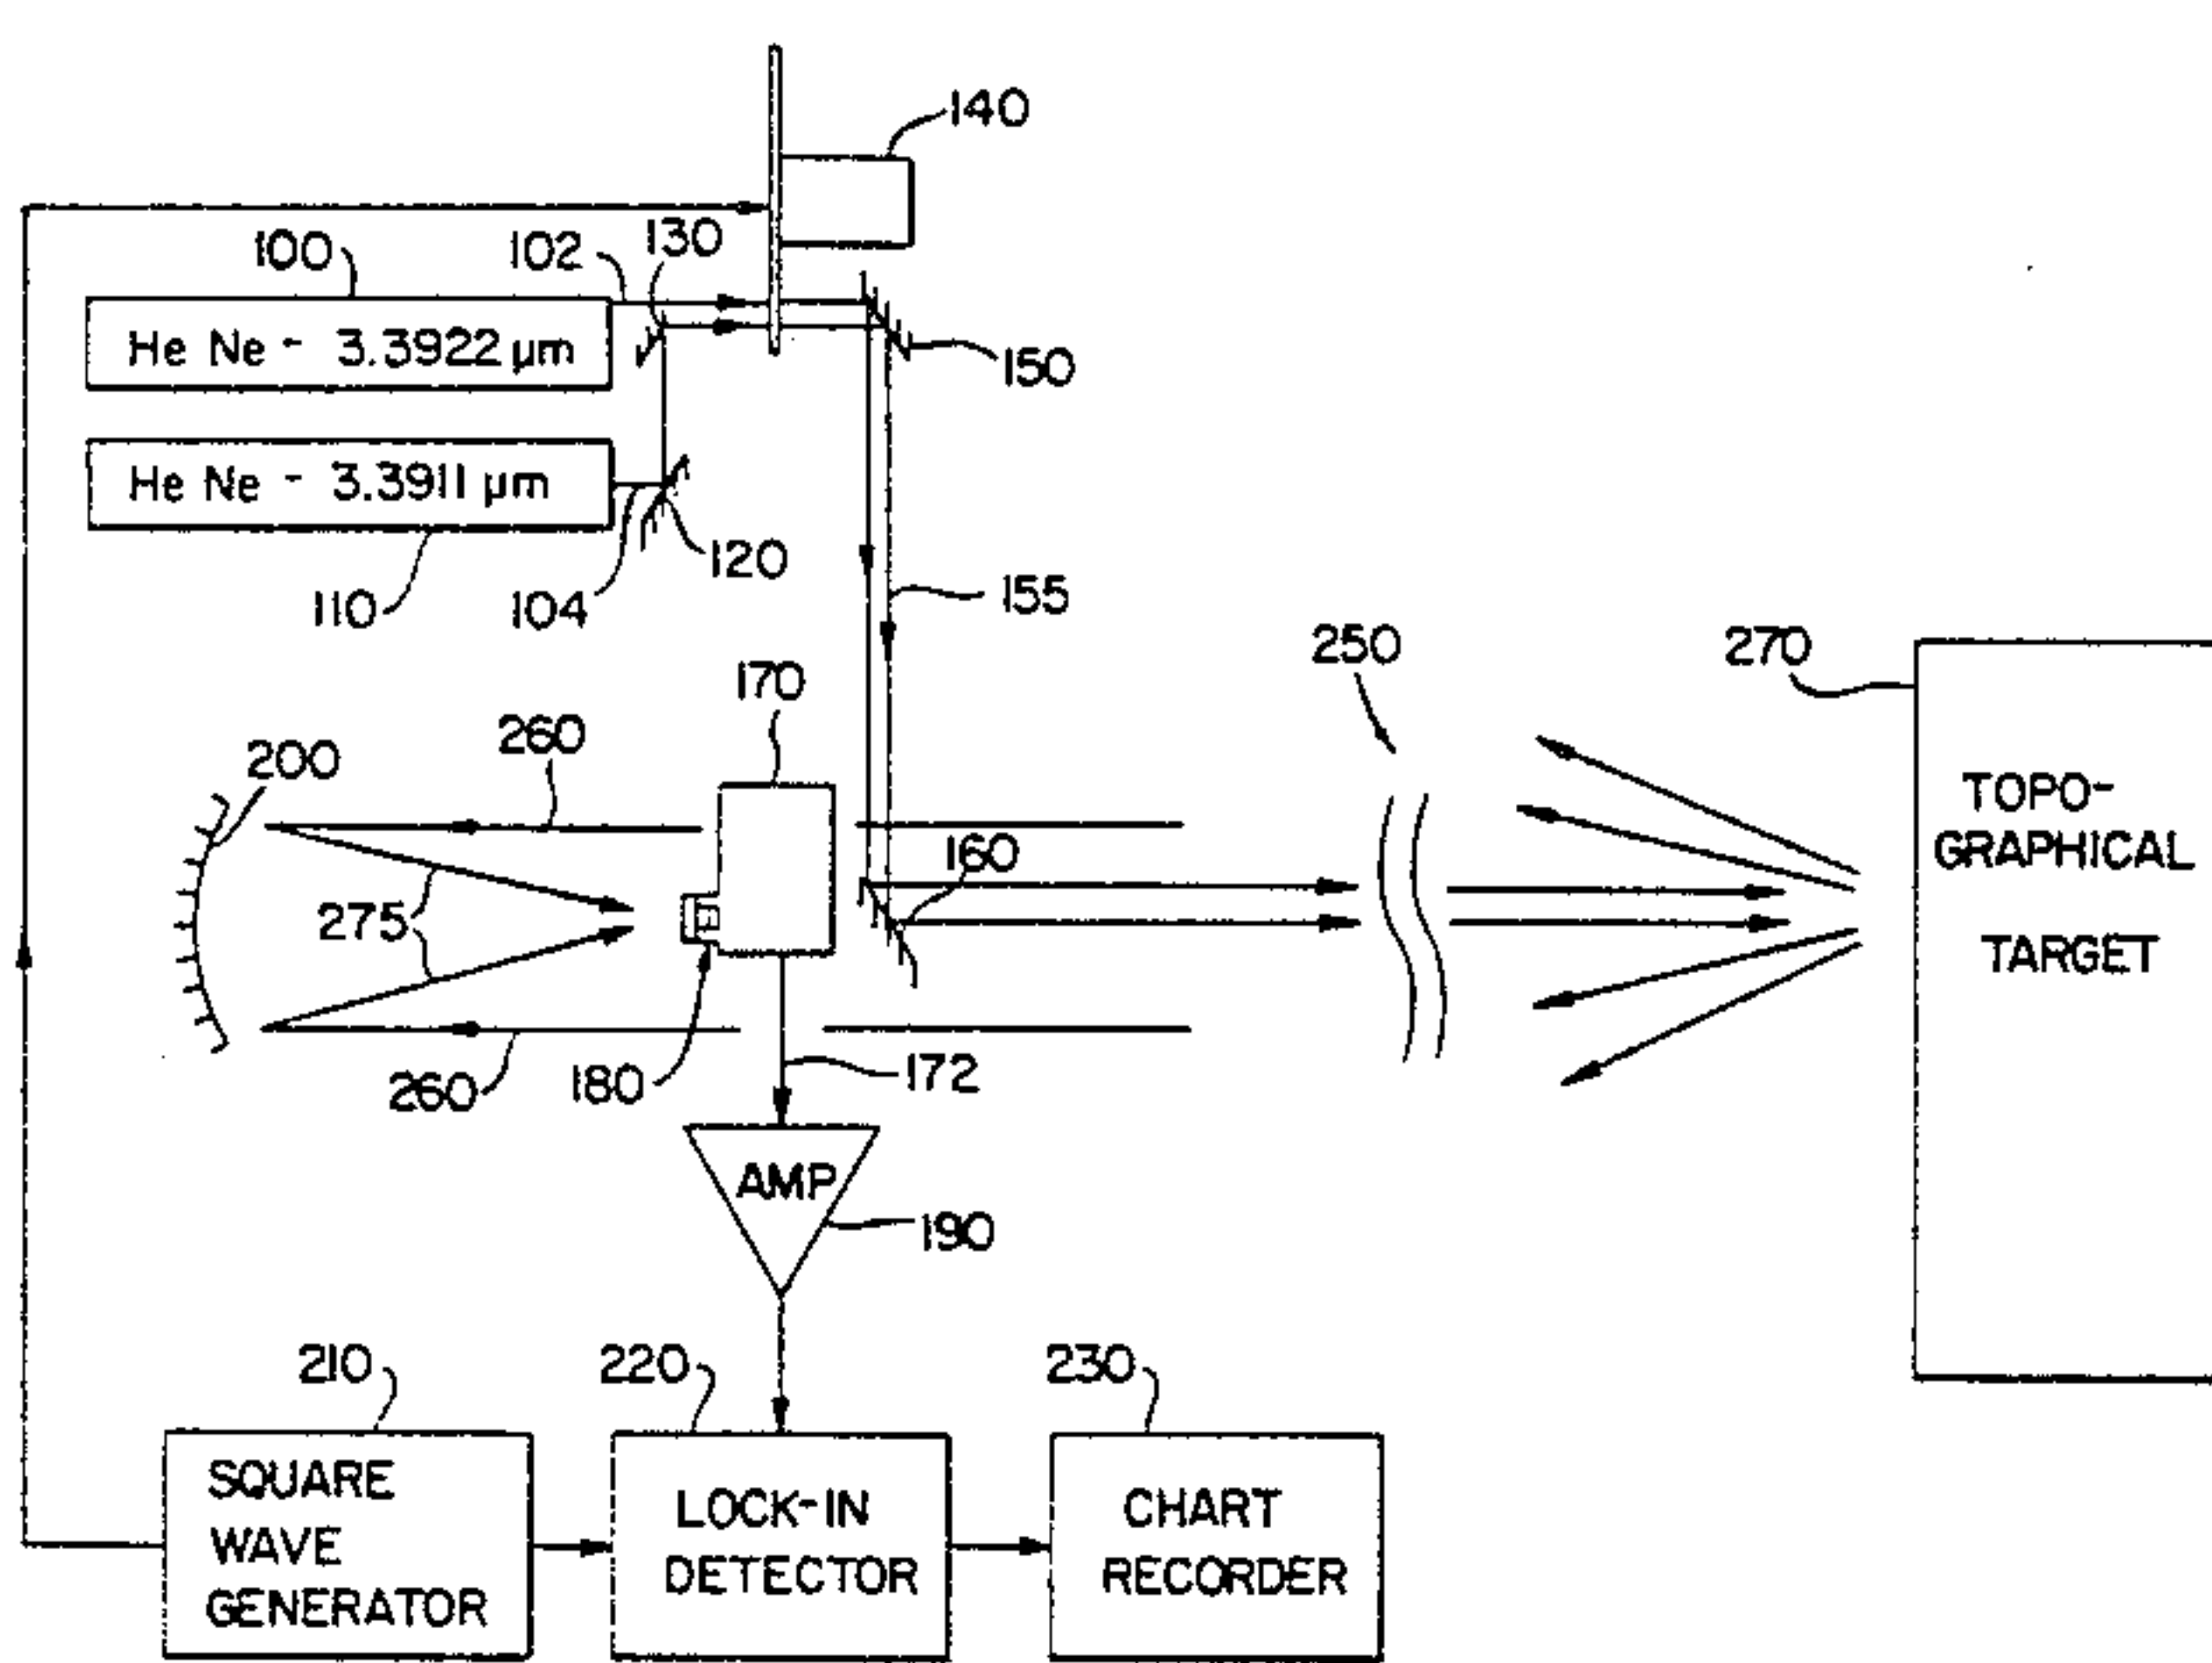 140
100
102
130
He Ne - 3.3922 µm
150
He Ne - 3.3911 µm
120
110
104
155
250
270
170
260
200
TOPO-
GRAPHICAL
TARGET
160
275
260
180
172
AMP
190
210
220
230
SQUARE
WAVE
GENERATOR
LOCK-IN
DETECTOR
CHART
RECORDER